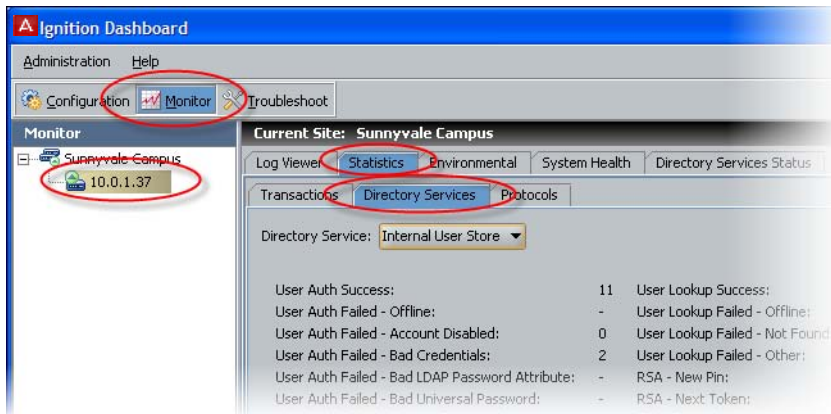 Ignition Dashboard
Administration Help
Configuration Monitor Troubleshoot
Monitor
Current Site: Sunnyvale Campus
Sunnyvale Campus
10.0.1.37
Log Viewer Statistics Environmental System Health Directory Services Status
Transactions Directory Services Protocols
Directory Service: Internal User Store
User Auth Success: 11 User Lookup Success:
User Auth Failed - Offline: - User Lookup Failed - Offline:
User Auth Failed - Account Disabled: 0 User Lookup Failed - Not Found
User Auth Failed - Bad Credentials: 2 User Lookup Failed - Other:
User Auth Failed - Bad LDAP Password Attribute: - RSA - New Pin:
User Auth Failed - Bad Universal Password: - RSA - Next Token: